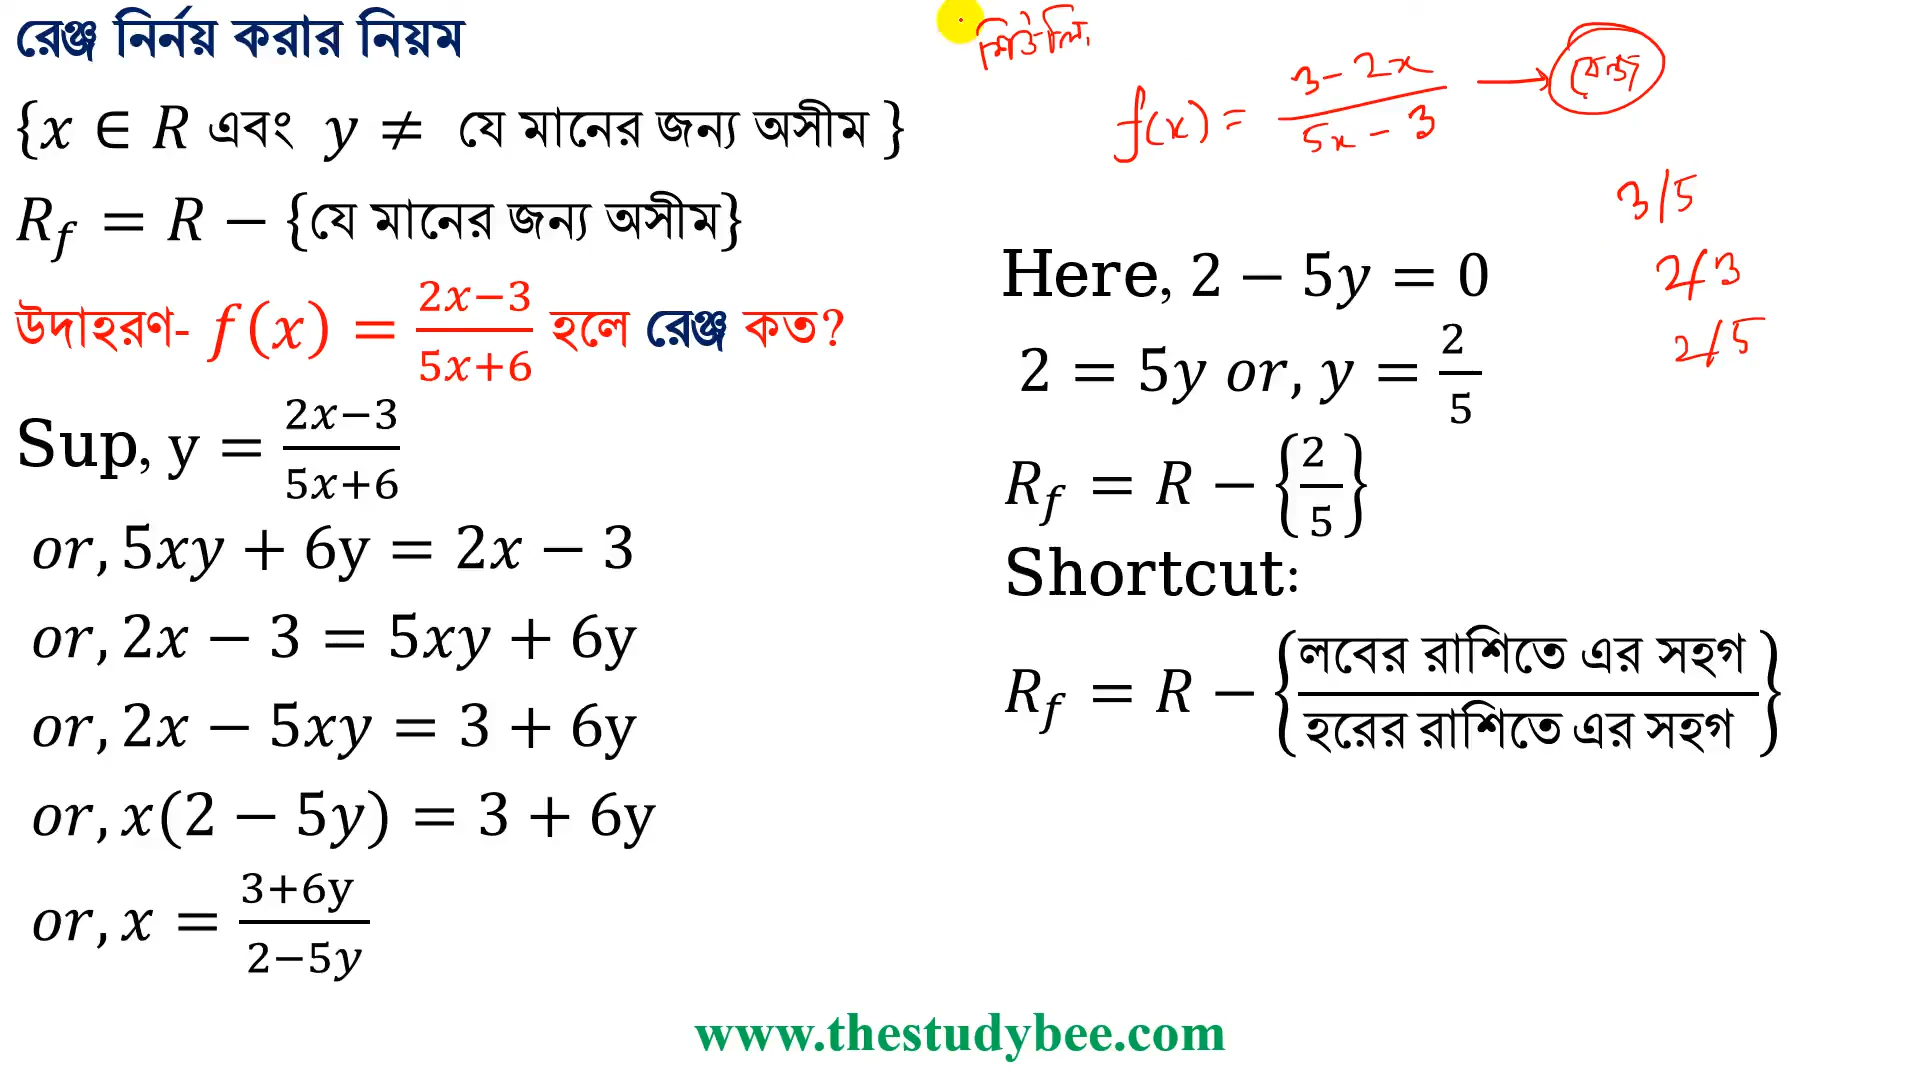 রেঞ্জ নির্নয় করার নিয়ম
{x ∈ R এবং y ≠ যে মানের জন্য অসীম }
R_f = R − {যে মানের জন্য অসীম}
উদাহরণ- f(x) = (2x−3)/(5x+6) হলে রেঞ্জ কত?
Sup, y = (2x−3)/(5x+6)
or, 5xy + 6y = 2x − 3
or, 2x − 3 = 5xy + 6y
or, 2x − 5xy = 3 + 6y
or, x(2 − 5y) = 3 + 6y
or, x = (3+6y)/(2−5y)
f(x) = (3−2x)/(5x−3) → রেন্জ
3/5
2/3
2/5
Here, 2 − 5y = 0
2 = 5y or, y = 2/5
R_f = R − {2/5}
Shortcut:
R_f = R − {লবের রাশিতে এর সহগ/হরের রাশিতে এর সহগ}
www.thestudybee.com